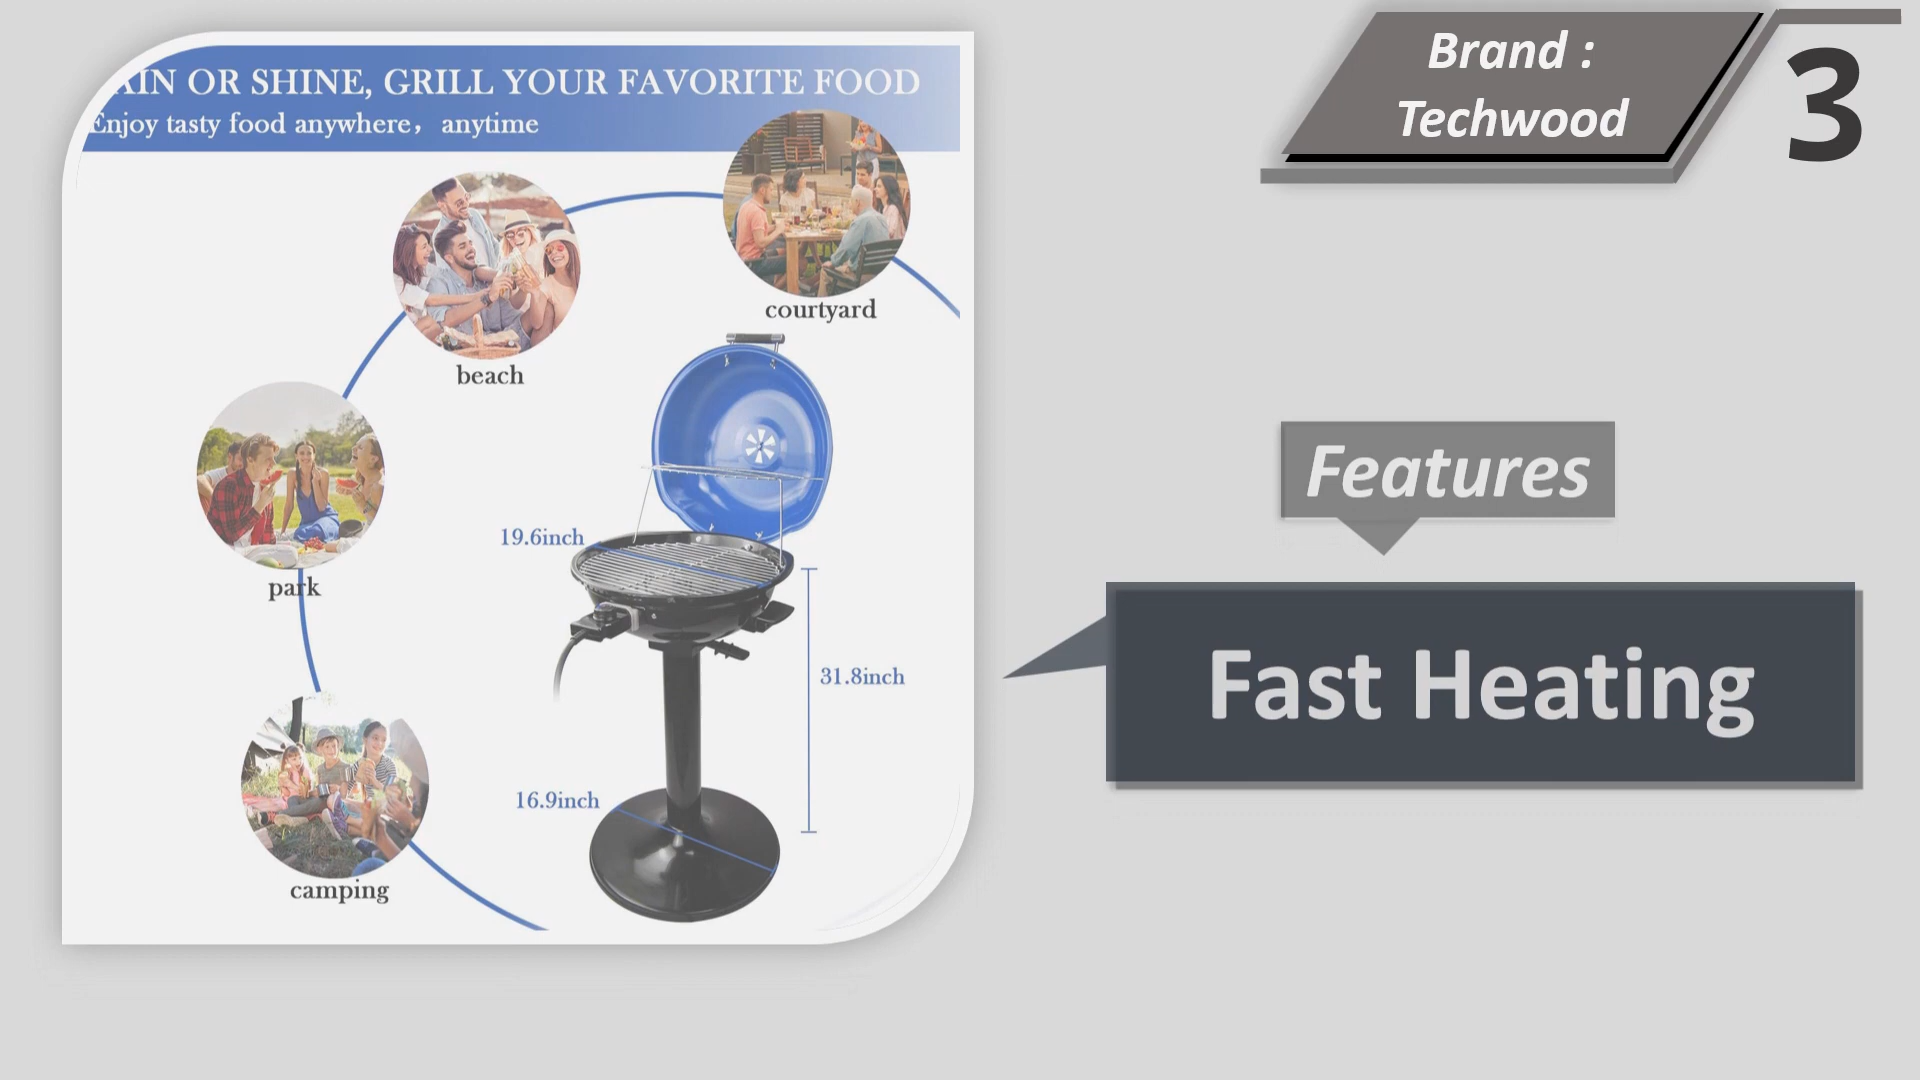 AIN OR SHINE, GRILL YOUR FAVORITE FOOD
Enjoy tasty food anywhere， anytime
courtyard
beach
park
camping
19.6inch
31.8inch
16.9inch
Brand :
Techwood
3
Features
Fast Heating